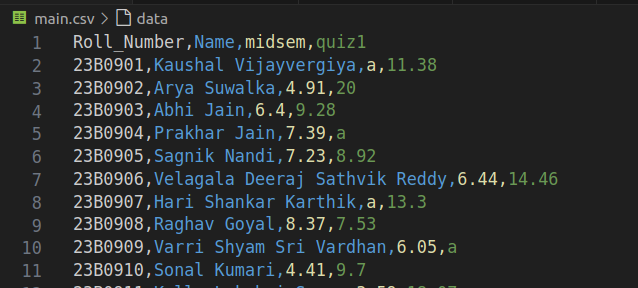 main.csv > data
1 Roll_Number,Name,midsem,quiz1
2 23B0901,Kaushal Vijayvergiya,a,11.38
3 23B0902,Arya Suwalka,4.91,20
4 23B0903,Abhi Jain,6.4,9.28
5 23B0904,Prakhar Jain,7.39,a
6 23B0905,Sagnik Nandi,7.23,8.92
7 23B0906,Velagala Deeraj Sathvik Reddy,6.44,14.46
8 23B0907,Hari Shankar Karthik,a,13.3
9 23B0908,Raghav Goyal,8.37,7.53
10 23B0909,Varri Shyam Sri Vardhan,6.05,a
11 23B0910,Sonal Kumari,4.41,9.7